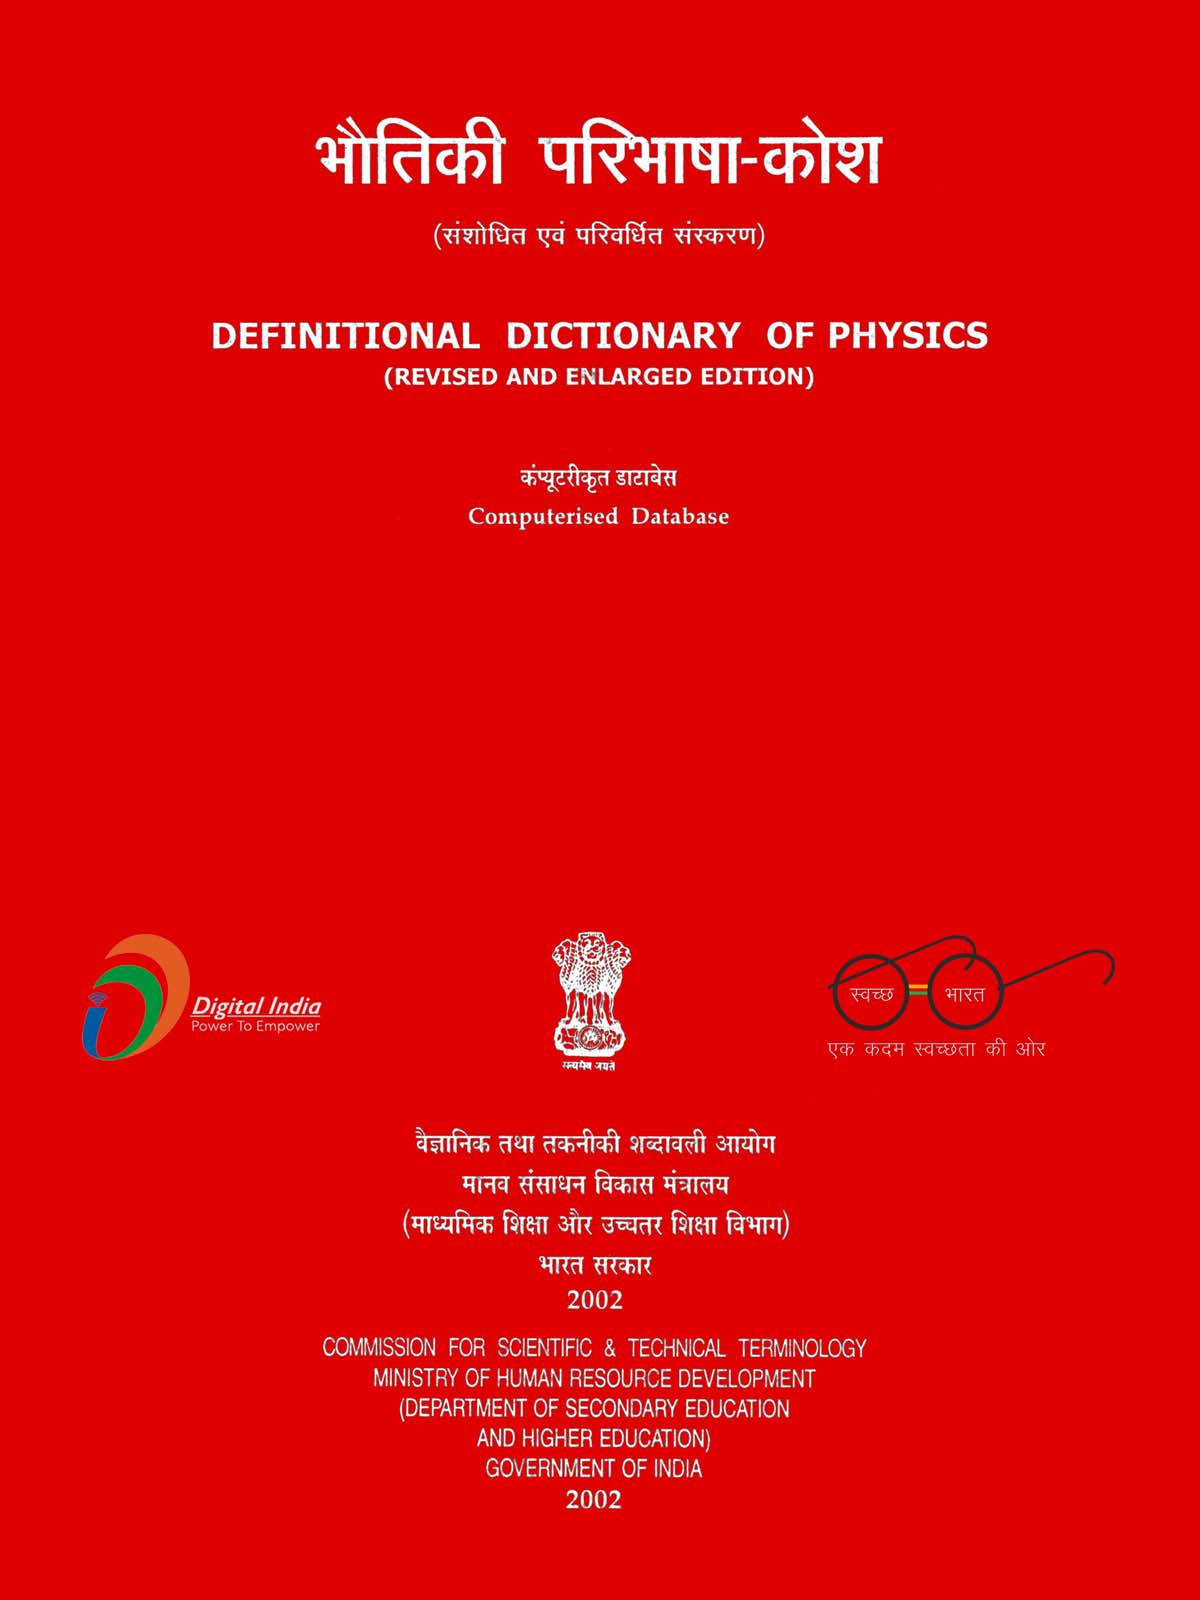 भौतिकी परिभाषा-कोश
(संशोधित एवं परिवर्धित संस्करण)
DEFINITIONAL DICTIONARY OF PHYSICS
(REVISED AND ENLARGED EDITION)
कंप्यूटरीकृत डाटाबेस
Computerised Database
Digital India
Power To Empower
सत्यमेव जयते
स्वच्छ भारत
एक कदम स्वच्छता की ओर
वैज्ञानिक तथा तकनीकी शब्दावली आयोग
मानव संसाधन विकास मंत्रालय
(माध्यमिक शिक्षा और उच्चतर शिक्षा विभाग)
भारत सरकार
2002
COMMISSION FOR SCIENTIFIC & TECHNICAL TERMINOLOGY
MINISTRY OF HUMAN RESOURCE DEVELOPMENT
(DEPARTMENT OF SECONDARY EDUCATION
AND HIGHER EDUCATION)
GOVERNMENT OF INDIA
2002